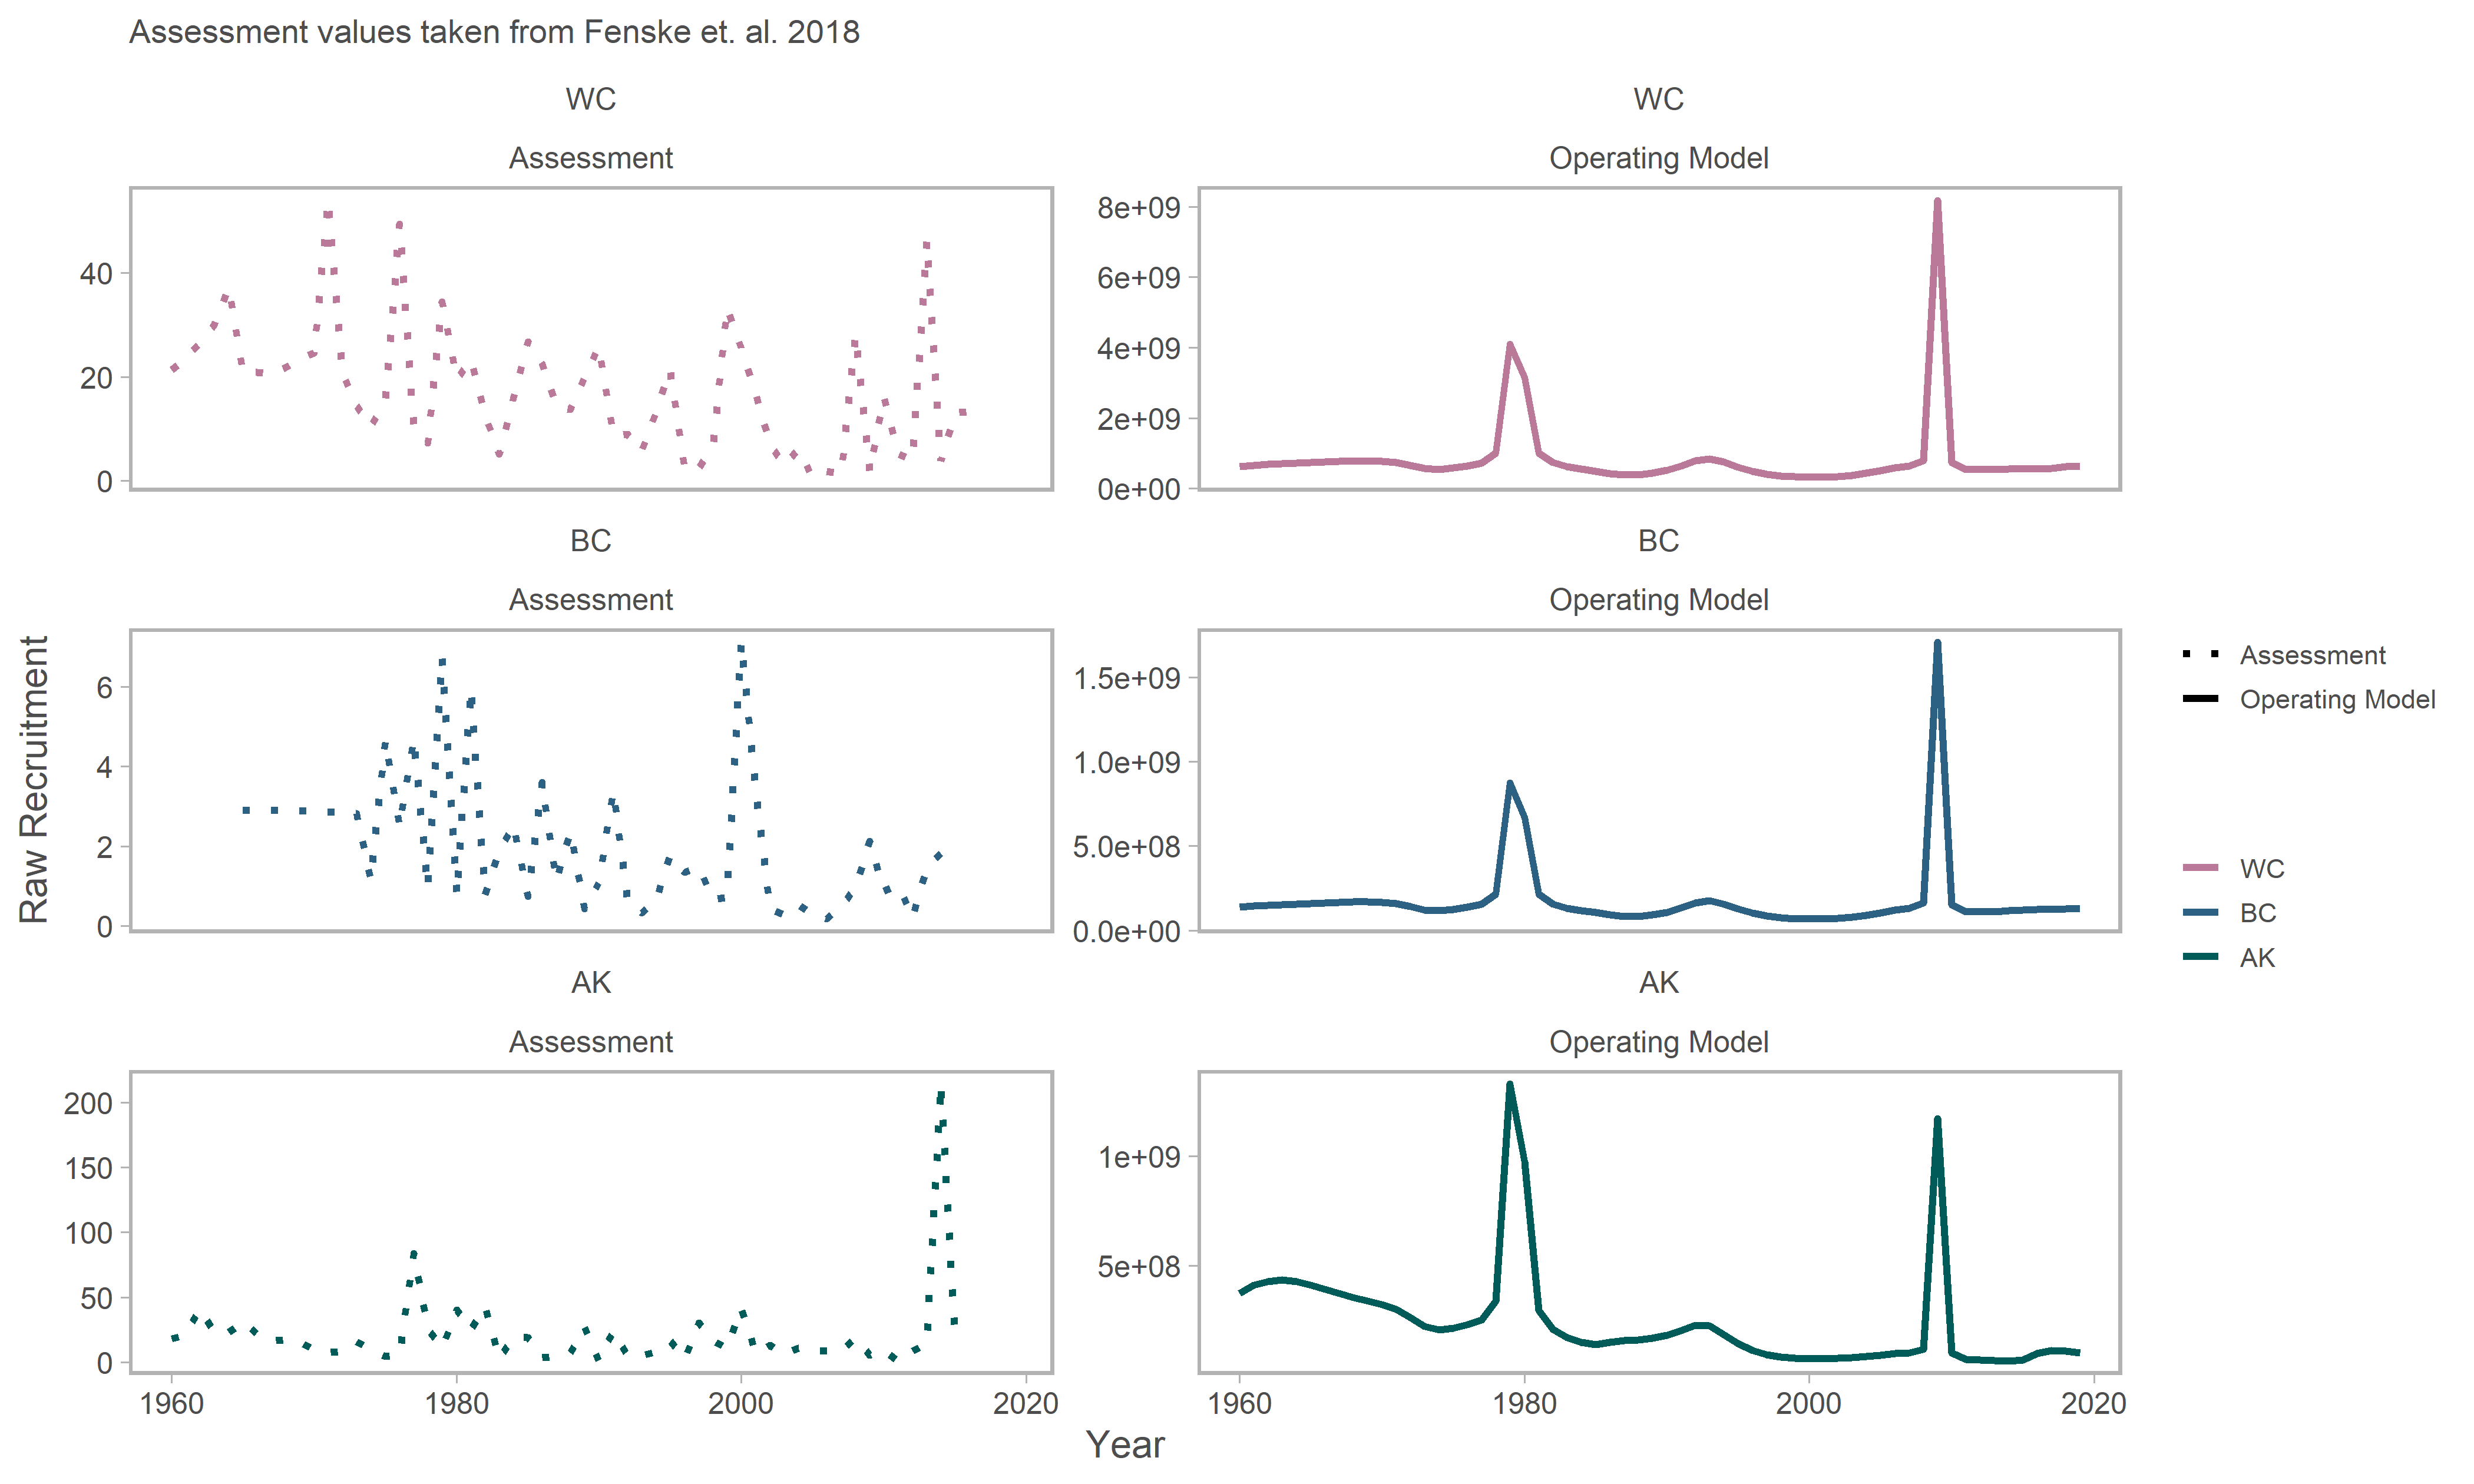 Assessment values taken from Fenske et. al. 2018
WC
Assessment
40
20
0
WC
Operating Model
8e+09
6e+09
4e+09
2e+09
0e+00
BC
Assessment
6
4
2
0
BC
Operating Model
1.5e+09
1.0e+09
5.0e+08
0.0e+00
AK
Assessment
200
150
100
50
0
1960 1980 2000 2020
AK
Operating Model
1e+09
5e+08
1960 1980 2000 2020
Raw Recruitment
Year
Assessment
Operating Model
WC
BC
AK